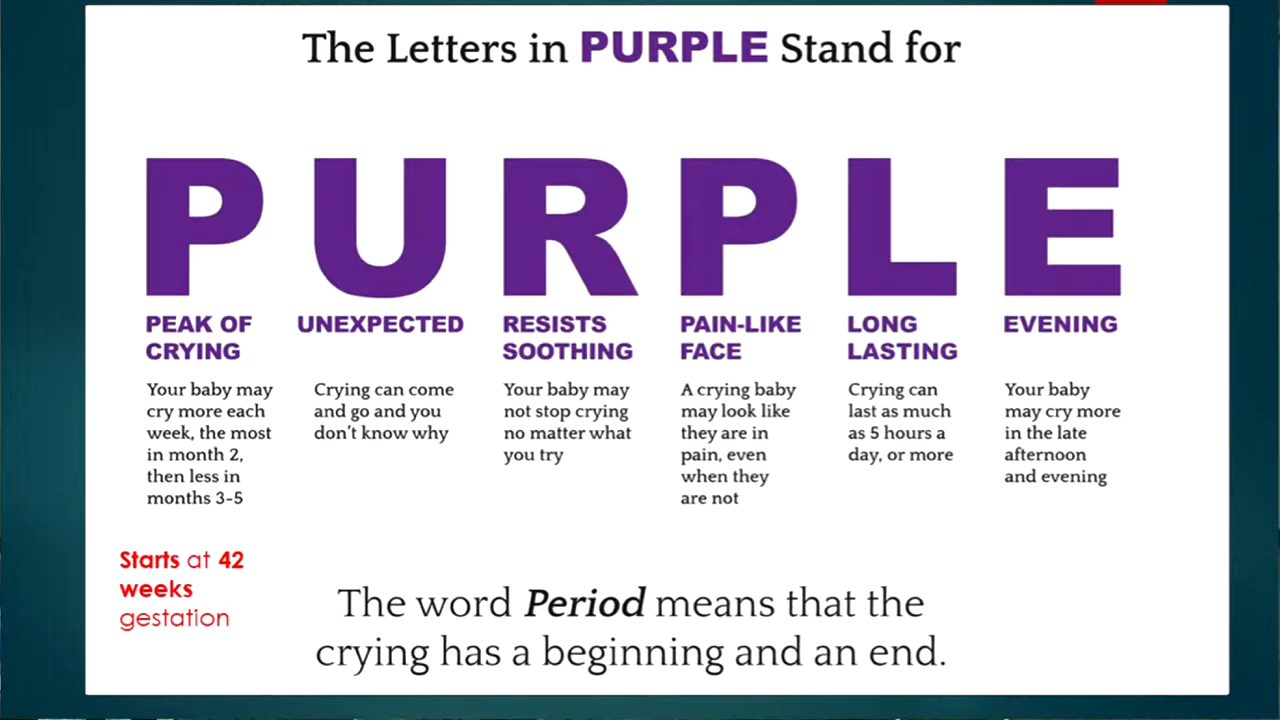 The Letters in PURPLE Stand for
P U R P L E
PEAK OF
CRYING
Your baby may
cry more each
week, the most
in month 2,
then less in
months 3-5
UNEXPECTED
Crying can come
and go and you
don't know why
RESISTS
SOOTHING
Your baby may
not stop crying
no matter what
you try
PAIN-LIKE
FACE
A crying baby
may look like
they are in
pain, even
when they
are not
LONG
LASTING
Crying can
last as much
as 5 hours a
day, or more
EVENING
Your baby
may cry more
in the late
afternoon
and evening
Starts at 42
weeks
gestation
The word Period means that the
crying has a beginning and an end.